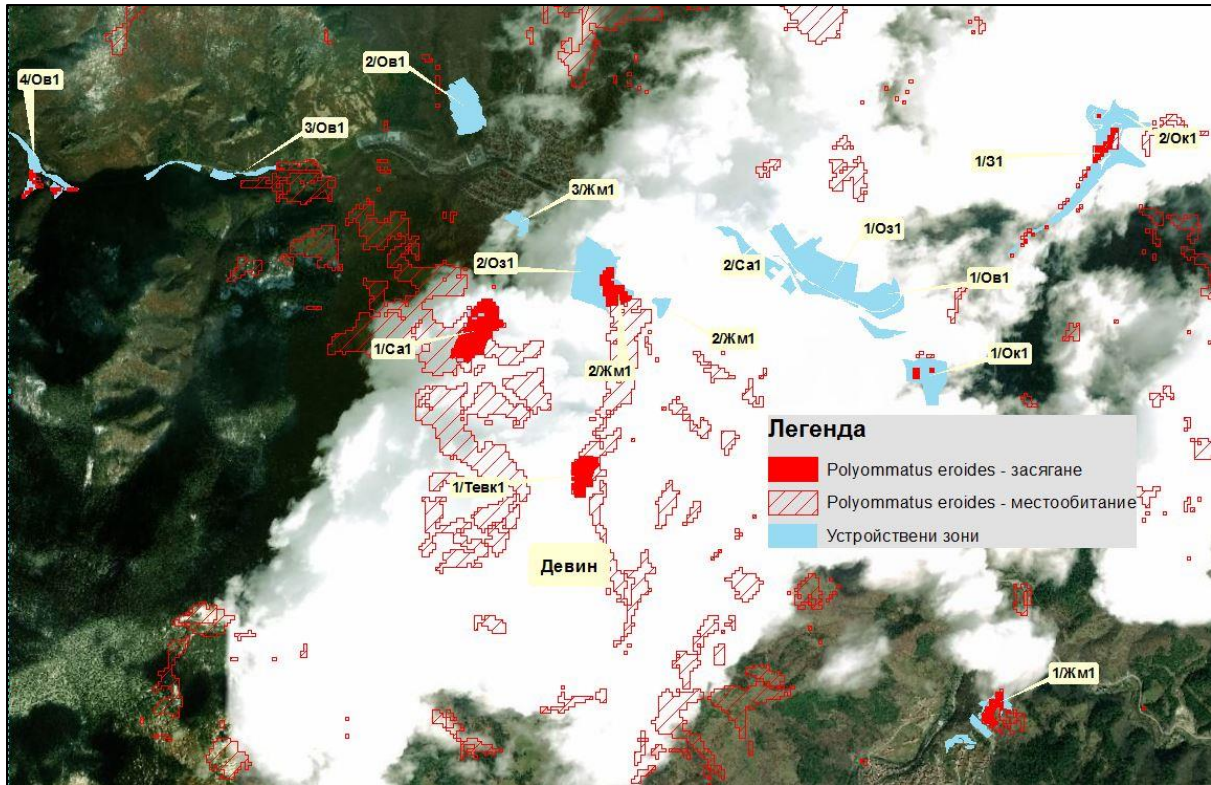 2/Ов1
4/Ов1
3/Ов1
2/Ок1
1/З1
3/Жм1
1/Оз1
2/Оз1
2/Са1
1/Ов1
1/Са1
2/Жм1
2/Жм1
1/Ок1
Легенда
Polyommatus eroides - засягане
Polyommatus eroides - местообитание
Устройствени зони
1/Тевк1
Девин
1/Жм1